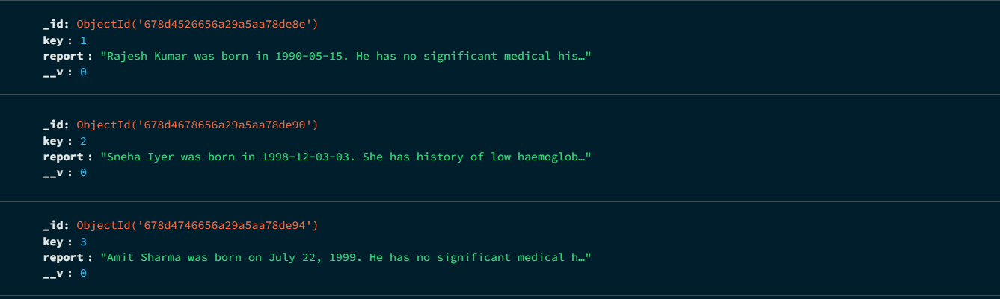 _id: ObjectId('678d4526656a29a5aa78de8e')
key : 1
report : "Rajesh Kumar was born in 1990-05-15. He has no significant medical his…"
__v : 0
_id: ObjectId('678d4678656a29a5aa78de90')
key : 2
report : "Sneha Iyer was born in 1998-12-03-03. She has history of low haemoglob…"
__v : 0
_id: ObjectId('678d4746656a29a5aa78de94')
key : 3
report : "Amit Sharma was born on July 22, 1999. He has no significant medical h…"
__v : 0